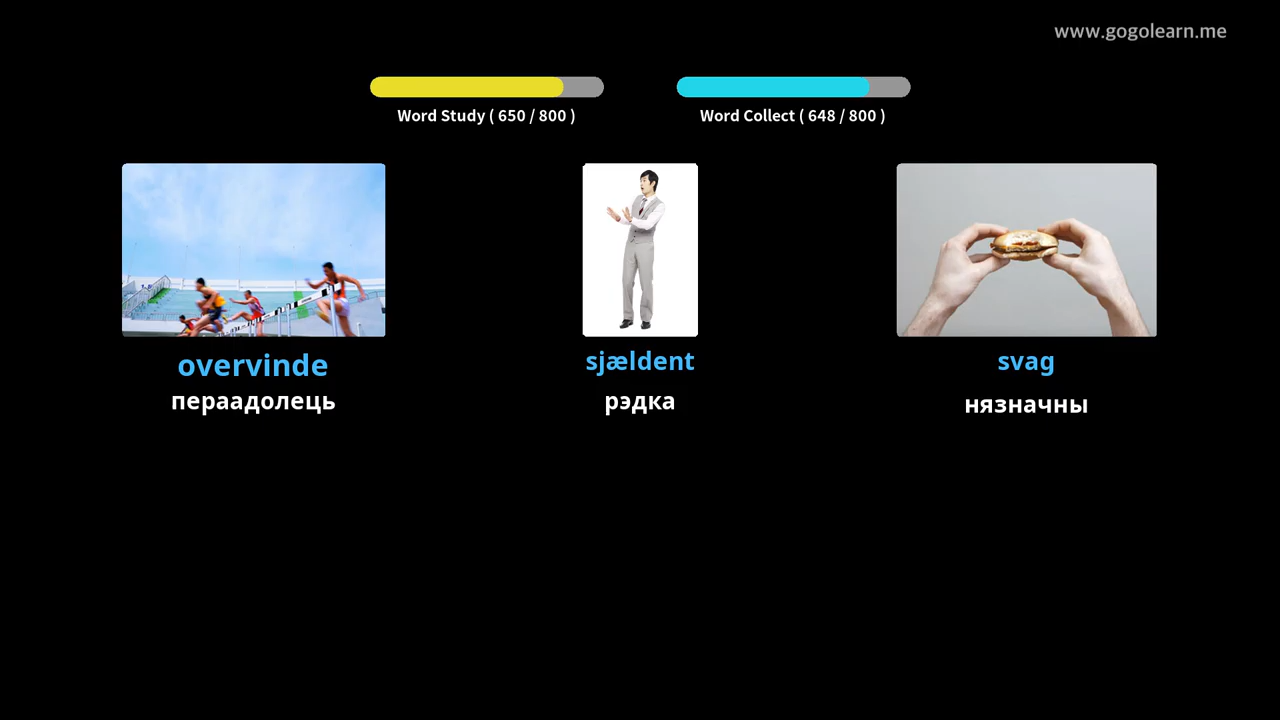 www.gogolearn.me
Word Study ( 650 / 800 )
Word Collect ( 648 / 800 )
overvinde
пераадолець
sjældent
рэдка
svag
нязначны